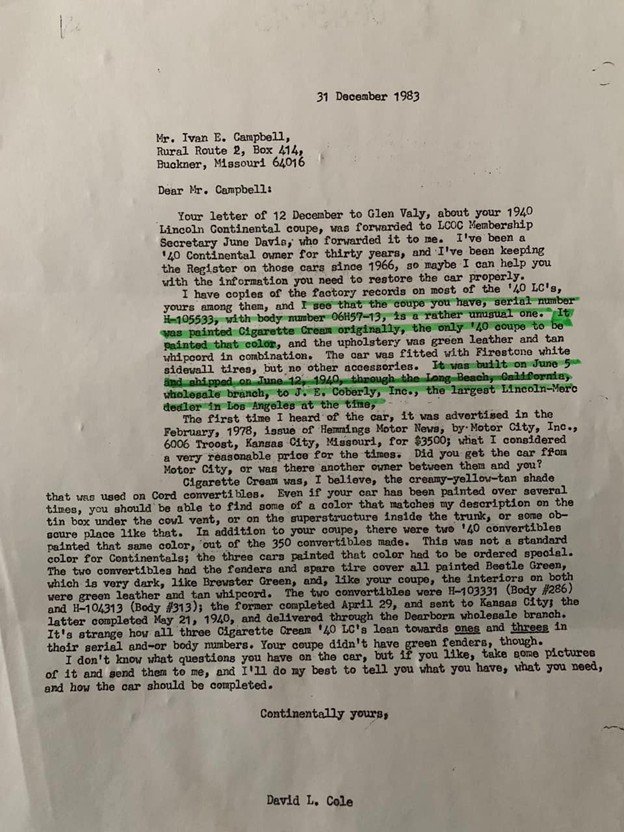 31 December 1983
Mr. Ivan E. Campbell,
Rural Route 2, Box 414,
Buckner, Missouri 64016
Dear Mr. Campbell:
Your letter of 12 December to Glen Valy, about your 1940
Lincoln Continental coupe, was forwarded to LCOC Membership
Secretary June Davis, who forwarded it to me. I've been a
'40 Continental owner for thirty years, and I've been keeping
the Register on those cars since 1966, so maybe I can help you
with the information you need to restore the car properly.
I have copies of the factory records on most of the '40 LC's,
yours among them, and I see that the coupe you have, serial number
H-105533, with body number 06H57-13, is a rather unusual one. It
was painted Cigarette Cream originally, the only '40 coupe to be
painted that color, and the upholstery was green leather and tan
whipcord in combination. The car was fitted with Firestone white
sidewall tires, but no other accessories. It was built on June 5
and shipped on June 12, 1940, through the Long Beach, California,
wholesale branch, to J. E. Coberly, Inc., the largest Lincoln-Merc
dealer in Los Angeles at the time,
The first time I heard of the car, it was advertised in the
February, 1978, issue of Hemmings Motor News, by Motor City, Inc.,
6006 Troost, Kansas City, Missouri, for $3500; what I considered
a very reasonable price for the times. Did you get the car from
Motor City, or was there another owner between them and you?
Cigarette Cream was, I believe, the creamy-yellow-tan shade
that was used on Cord convertibles. Even if your car has been painted over several
times, you should be able to find some of a color that matches my description on the
tin box under the cowl vent, or on the superstructure inside the trunk, or some ob-
scure place like that. In addition to your coupe, there were two '40 convertibles
painted that same color, out of the 350 convertibles made. This was not a standard
color for Continentals; the three cars painted that color had to be ordered special.
The two convertibles had the fenders and spare tire cover all painted Beetle Green,
which is very dark, like Brewster Green, and, like your coupe, the interiors on both
were green leather and tan whipcord. The two convertibles were H-103331 (Body #286)
and H-104313 (Body #313); the former completed April 29, and sent to Kansas City; the
latter completed May 21, 1940, and delivered through the Dearborn wholesale branch.
It's strange how all three Cigarette Cream '40 LC's lean towards ones and threes in
their serial and-or body numbers. Your coupe didn't have green fenders, though.
I don't know what questions you have on the car, but if you like, take some pictures
of it and send them to me, and I'll do my best to tell you what you have, what you need,
and how the car should be completed.
Continentally yours,
David L. Cole